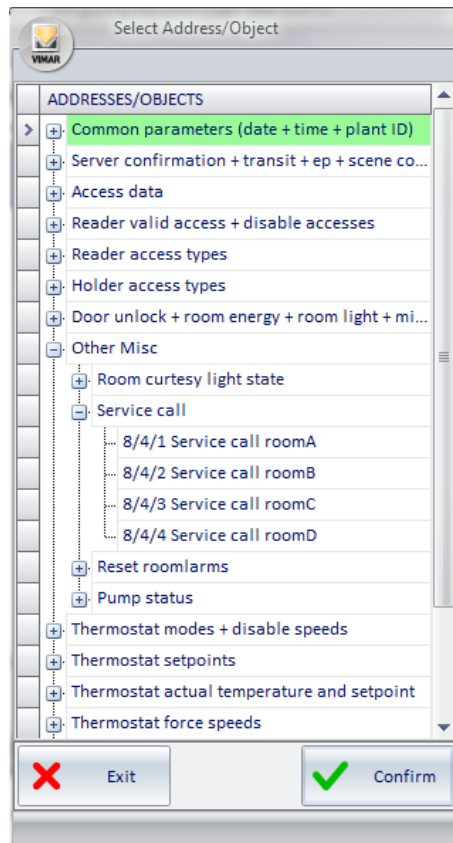 Select Address/Object
VIMAR
ADDRESSES/OBJECTS
Common parameters (date + time + plant ID)
Server confirmation + transit + ep + scene co...
Access data
Reader valid access + disable accesses
Reader access types
Holder access types
Door unlock + room energy + room light + mi...
Other Misc
Room curtesy light state
Service call
8/4/1 Service call roomA
8/4/2 Service call roomB
8/4/3 Service call roomC
8/4/4 Service call roomD
Reset roomlarms
Pump status
Thermostat modes + disable speeds
Thermostat setpoints
Thermostat actual temperature and setpoint
Thermostat force speeds
Exit
Confirm